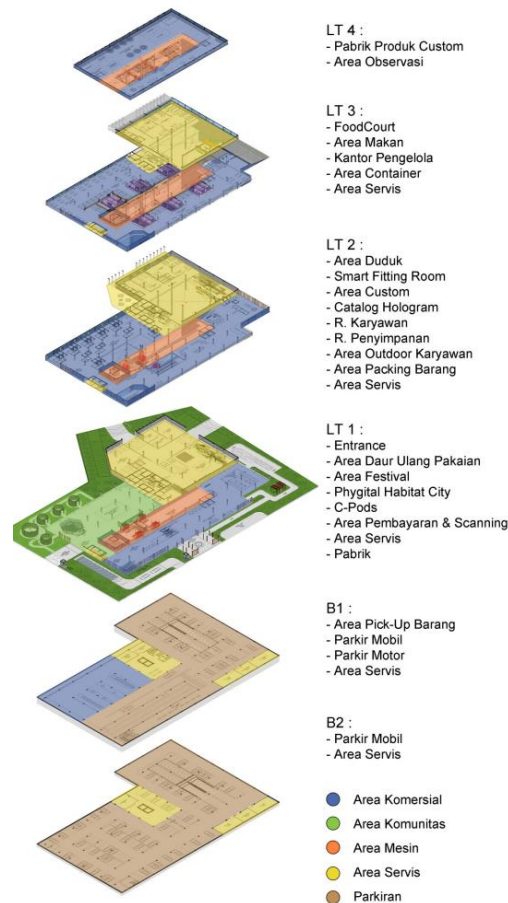 LT 4 :
- Pabrik Produk Custom
- Area Observasi
LT 3 :
- FoodCourt
- Area Makan
- Kantor Pengelola
- Area Container
- Area Servis
LT 2 :
- Area Duduk
- Smart Fitting Room
- Area Custom
- Catalog Hologram
- R. Karyawan
- R. Penyimpanan
- Area Outdoor Karyawan
- Area Packing Barang
- Area Servis
LT 1 :
- Entrance
- Area Daur Ulang Pakaian
- Area Festival
- Phygital Habitat City
- C-Pods
- Area Pembayaran & Scanning
- Area Servis
- Pabrik
B1 :
- Area Pick-Up Barang
- Parkir Mobil
- Parkir Motor
- Area Servis
B2 :
- Parkir Mobil
- Area Servis
Area Komersial
Area Komunitas
Area Mesin
Area Servis
Parkiran